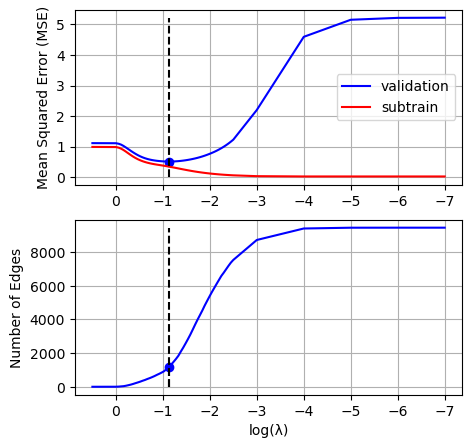 Mean Squared Error (MSE)
5
4
3
2
1
0
validation
subtrain
0 −1 −2 −3 −4 −5 −6 −7
Number of Edges
8000
6000
4000
2000
0
0 −1 −2 −3 −4 −5 −6 −7
log(λ)